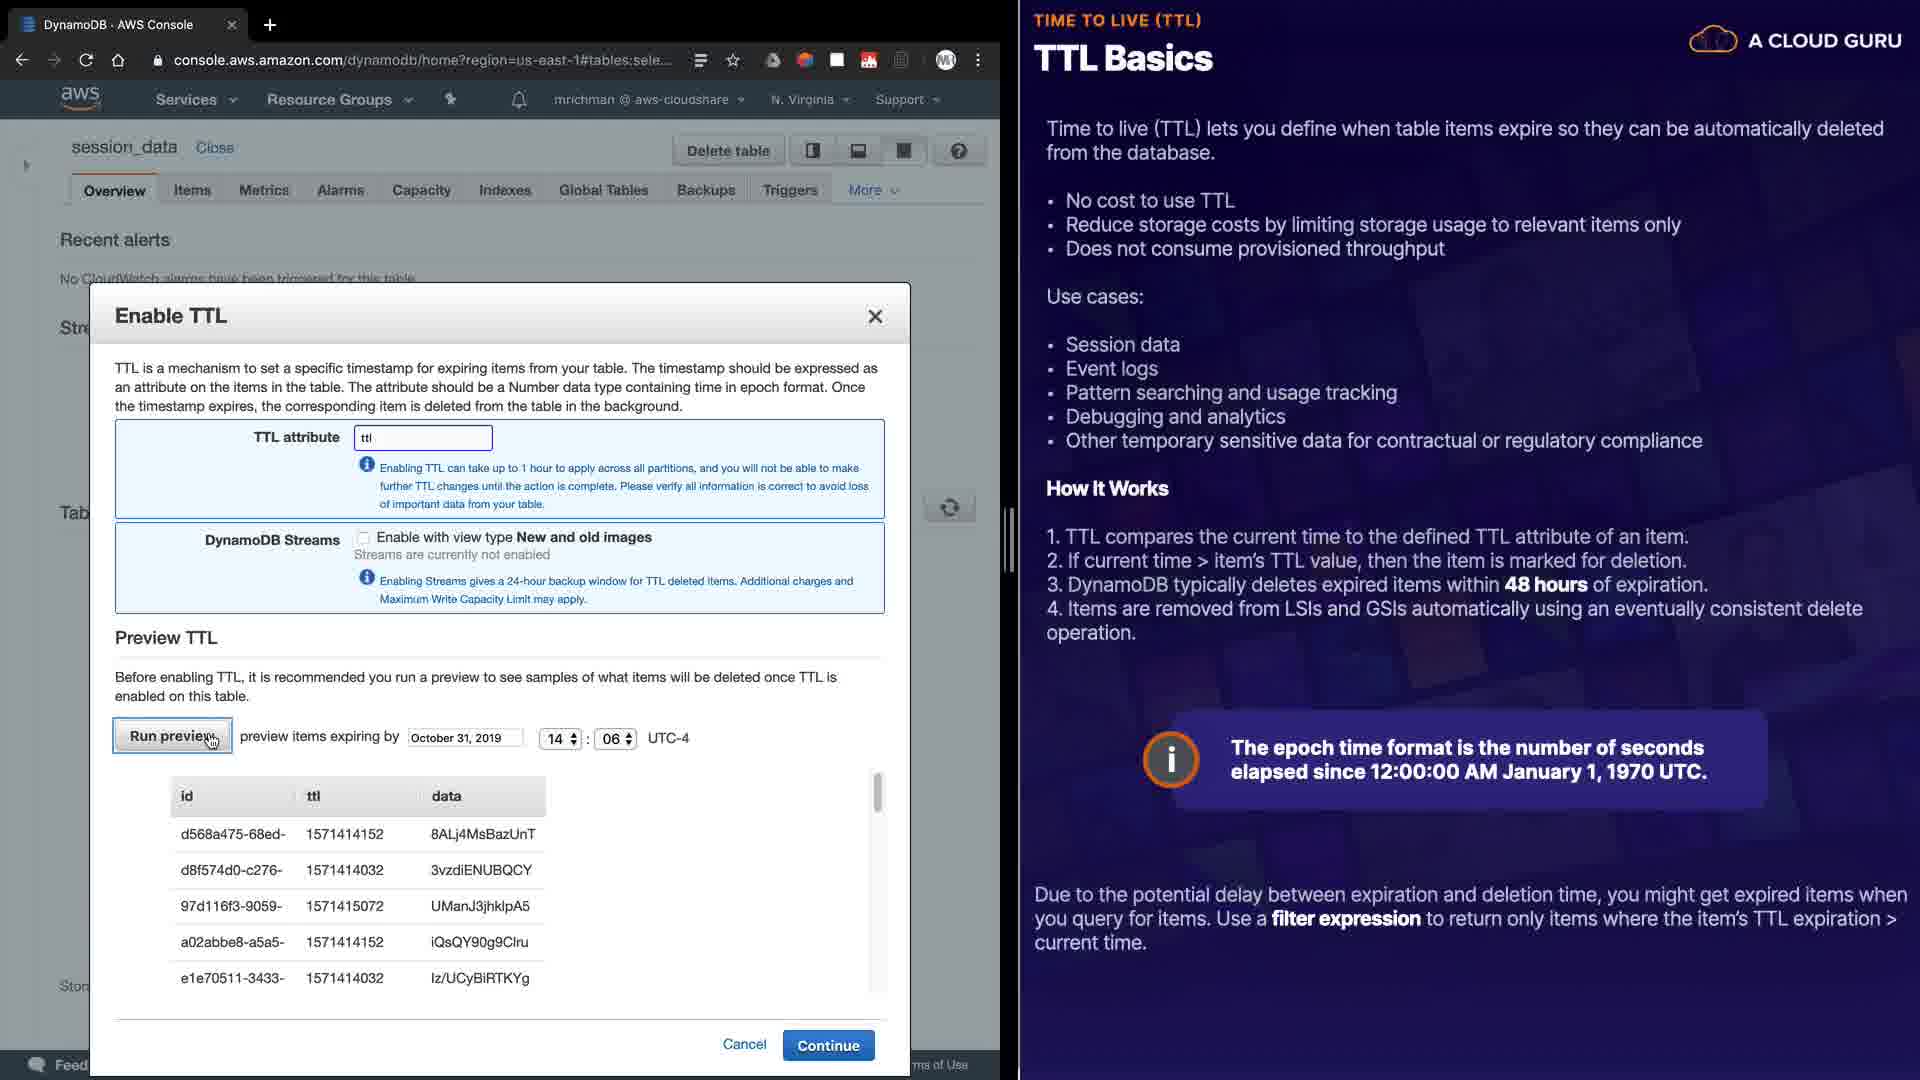 DynamoDB · AWS Console
console.aws.amazon.com/dynamodb/home?region=us-east-1#tables:sele...
aws
Services
Resource Groups
mrichman @ aws-cloudshare
N. Virginia
Support
session_data
Close
Delete table
Overview
Items
Metrics
Alarms
Capacity
Indexes
Global Tables
Backups
Triggers
More
Recent alerts
No CloudWatch alarms have been triggered for this table.
Stre
Tab
Stor
Feed
ms of Use
Enable TTL
TTL is a mechanism to set a specific timestamp for expiring items from your table. The timestamp should be expressed as
an attribute on the items in the table. The attribute should be a Number data type containing time in epoch format. Once
the timestamp expires, the corresponding item is deleted from the table in the background.
TTL attribute
ttl
Enabling TTL can take up to 1 hour to apply across all partitions, and you will not be able to make
further TTL changes until the action is complete. Please verify all information is correct to avoid loss
of important data from your table.
DynamoDB Streams
Enable with view type New and old images
Streams are currently not enabled
Enabling Streams gives a 24-hour backup window for TTL deleted items. Additional charges and
Maximum Write Capacity Limit may apply.
Preview TTL
Before enabling TTL, it is recommended you run a preview to see samples of what items will be deleted once TTL is
enabled on this table.
Run preview
preview items expiring by
October 31, 2019
14 : 06 UTC-4
id ttl data
d568a475-68ed- 1571414152 8ALj4MsBazUnT
d8f574d0-c276- 1571414032 3vzdiENUBQCY
97d116f3-9059- 1571415072 UManJ3jhklpA5
a02abbe8-a5a5- 1571414152 iQsQY90g9Clru
e1e70511-3433- 1571414032 Iz/UCyBiRTKYg
Cancel
Continue
TIME TO LIVE (TTL)
TTL Basics
A CLOUD GURU
Time to live (TTL) lets you define when table items expire so they can be automatically deleted
from the database.
• No cost to use TTL
• Reduce storage costs by limiting storage usage to relevant items only
• Does not consume provisioned throughput
Use cases:
• Session data
• Event logs
• Pattern searching and usage tracking
• Debugging and analytics
• Other temporary sensitive data for contractual or regulatory compliance
How It Works
1. TTL compares the current time to the defined TTL attribute of an item.
2. If current time > item's TTL value, then the item is marked for deletion.
3. DynamoDB typically deletes expired items within 48 hours of expiration.
4. Items are removed from LSIs and GSIs automatically using an eventually consistent delete
operation.
i
The epoch time format is the number of seconds
elapsed since 12:00:00 AM January 1, 1970 UTC.
Due to the potential delay between expiration and deletion time, you might get expired items when
you query for items. Use a filter expression to return only items where the item's TTL expiration >
current time.